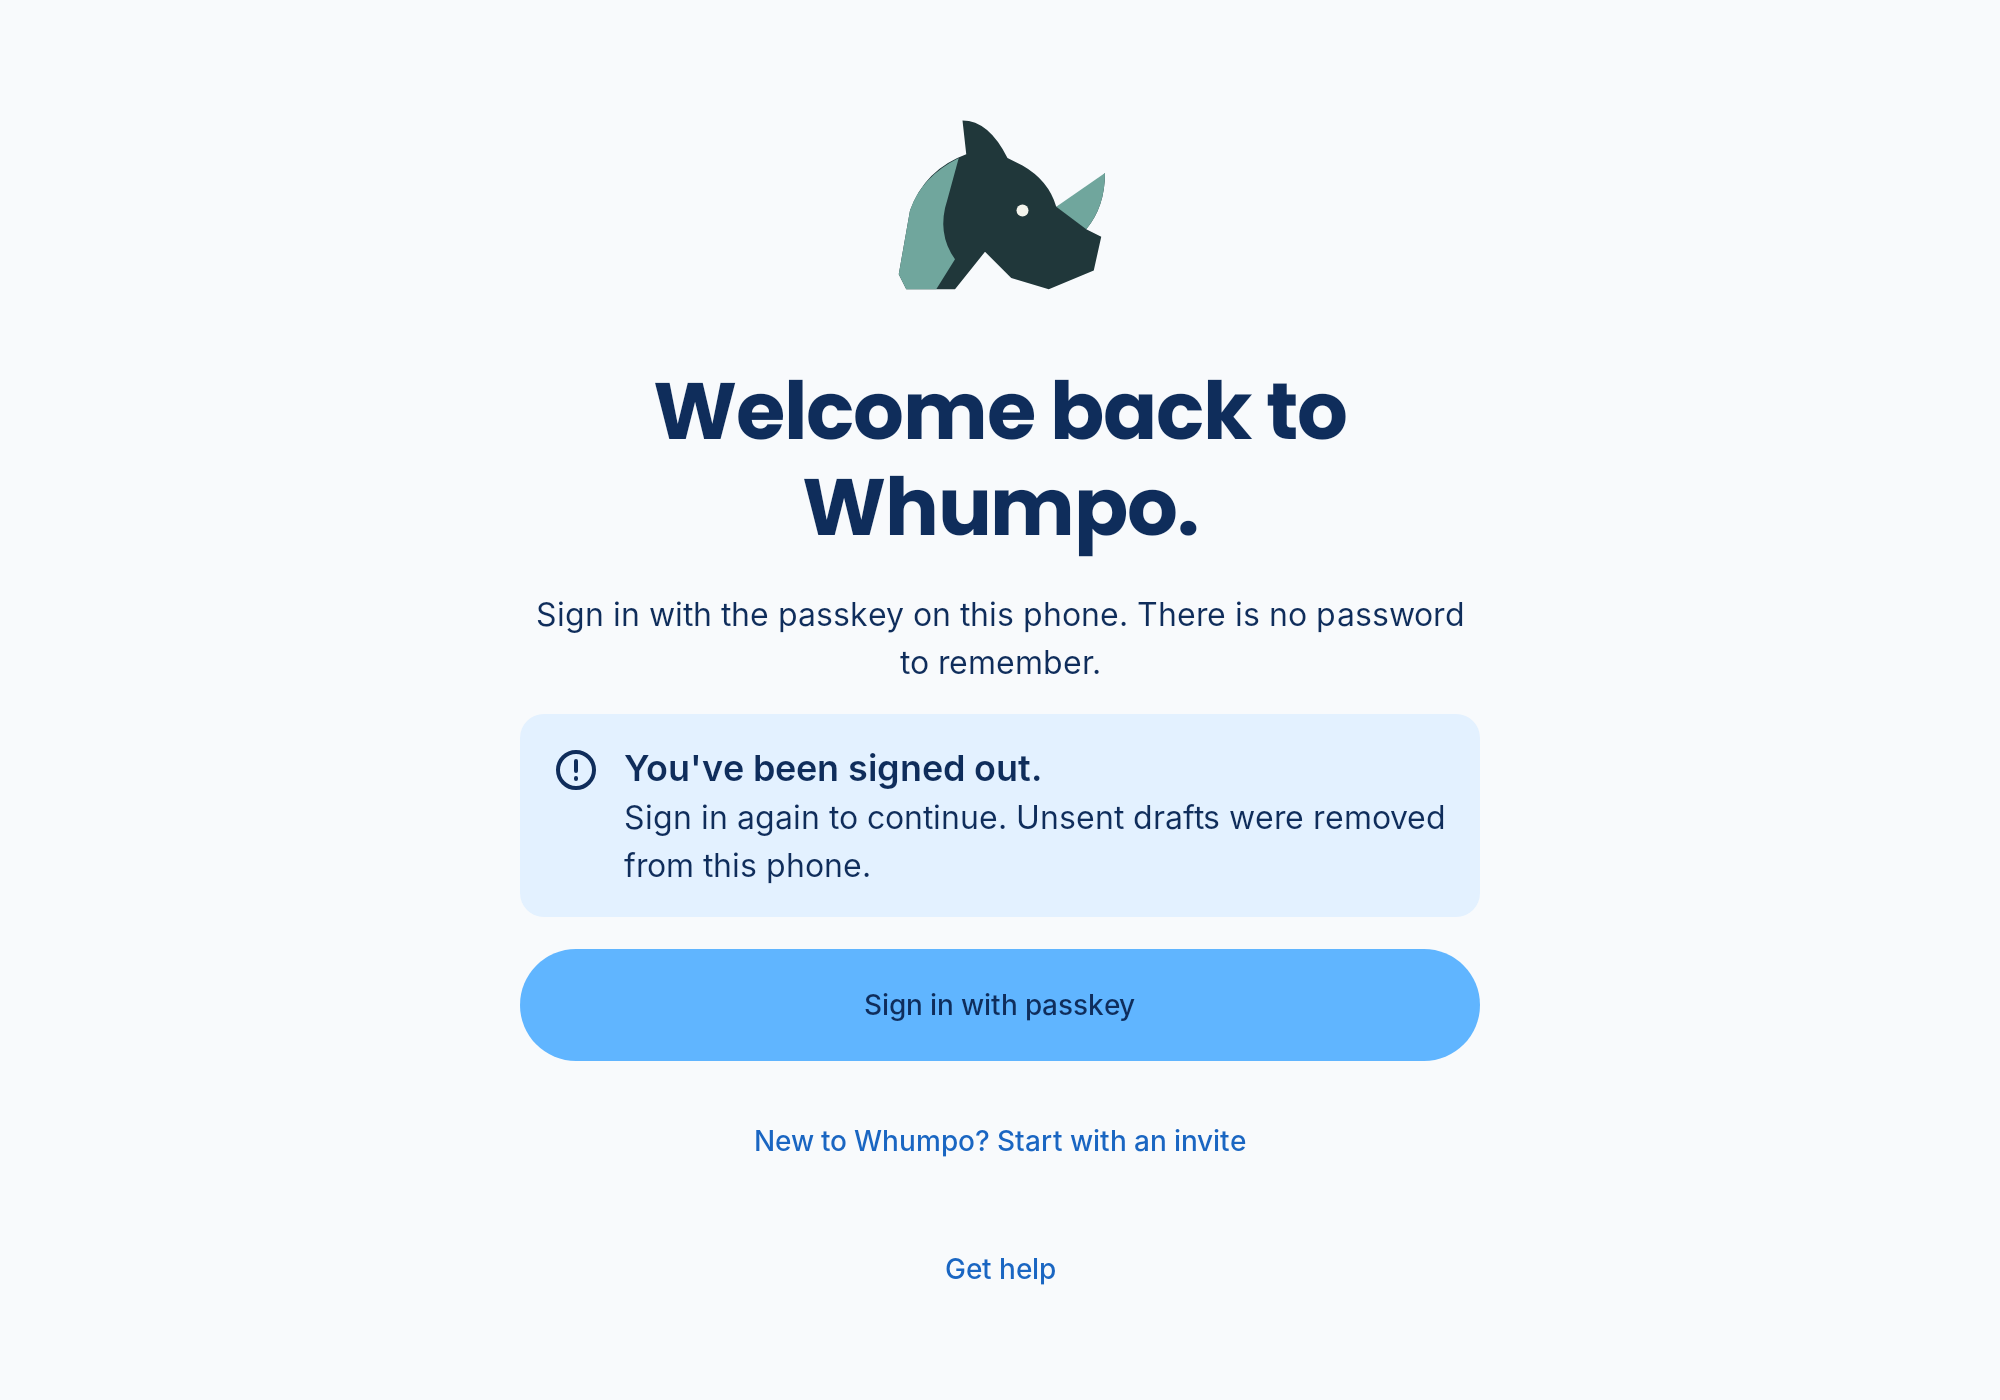 Welcome back to
Whumpo.
Sign in with the passkey on this phone. There is no password
to remember.
You've been signed out.
Sign in again to continue. Unsent drafts were removed
from this phone.
Sign in with passkey
New to Whumpo? Start with an invite
Get help